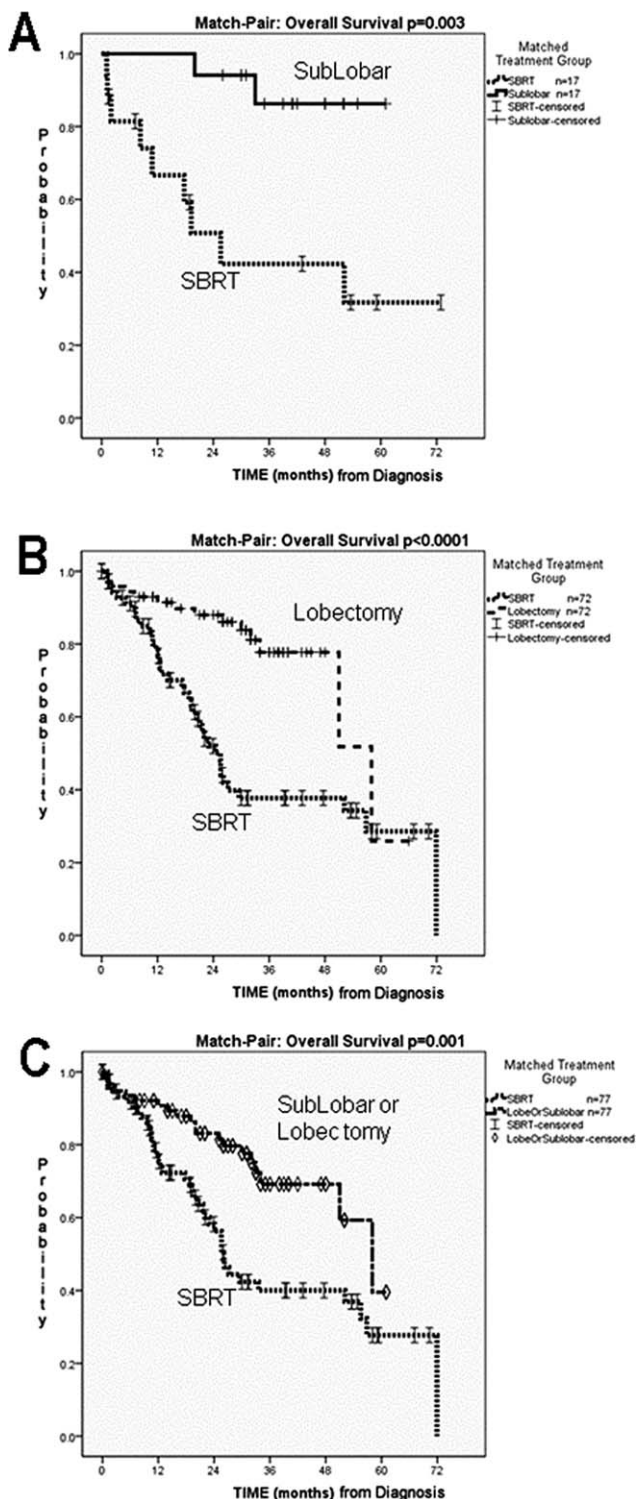 A
Match-Pair: Overall Survival p=0.003
SubLobar
SBRT
Matched
Treatment Group
SBRT n=17
Sublobar n=17
SBRT-censored
Sublobar-censored
Probability
1.0
0.8
0.6
0.4
0.2
0.0
0 12 24 36 48 60 72
TIME (months) from Diagnosis
B
Match-Pair: Overall Survival p<0.0001
Lobectomy
SBRT
Matched Treatment
Group
SBRT n=72
Lobectomy n=72
SBRT-censored
Lobectomy-censored
Probability
1.0
0.8
0.6
0.4
0.2
0.0
0 12 24 36 48 60 72
TIME (months) from Diagnosis
C
Match-Pair: Overall Survival p=0.001
SubLobar or
Lobectomy
SBRT
Matched Treatment
Group
SBRT n=77
LobeOrSublobar n=77
SBRT-censored
LobeOrSublobar-censored
Probability
1.0
0.8
0.6
0.4
0.2
0.0
0 12 24 36 48 60 72
TIME (months) from Diagnosis